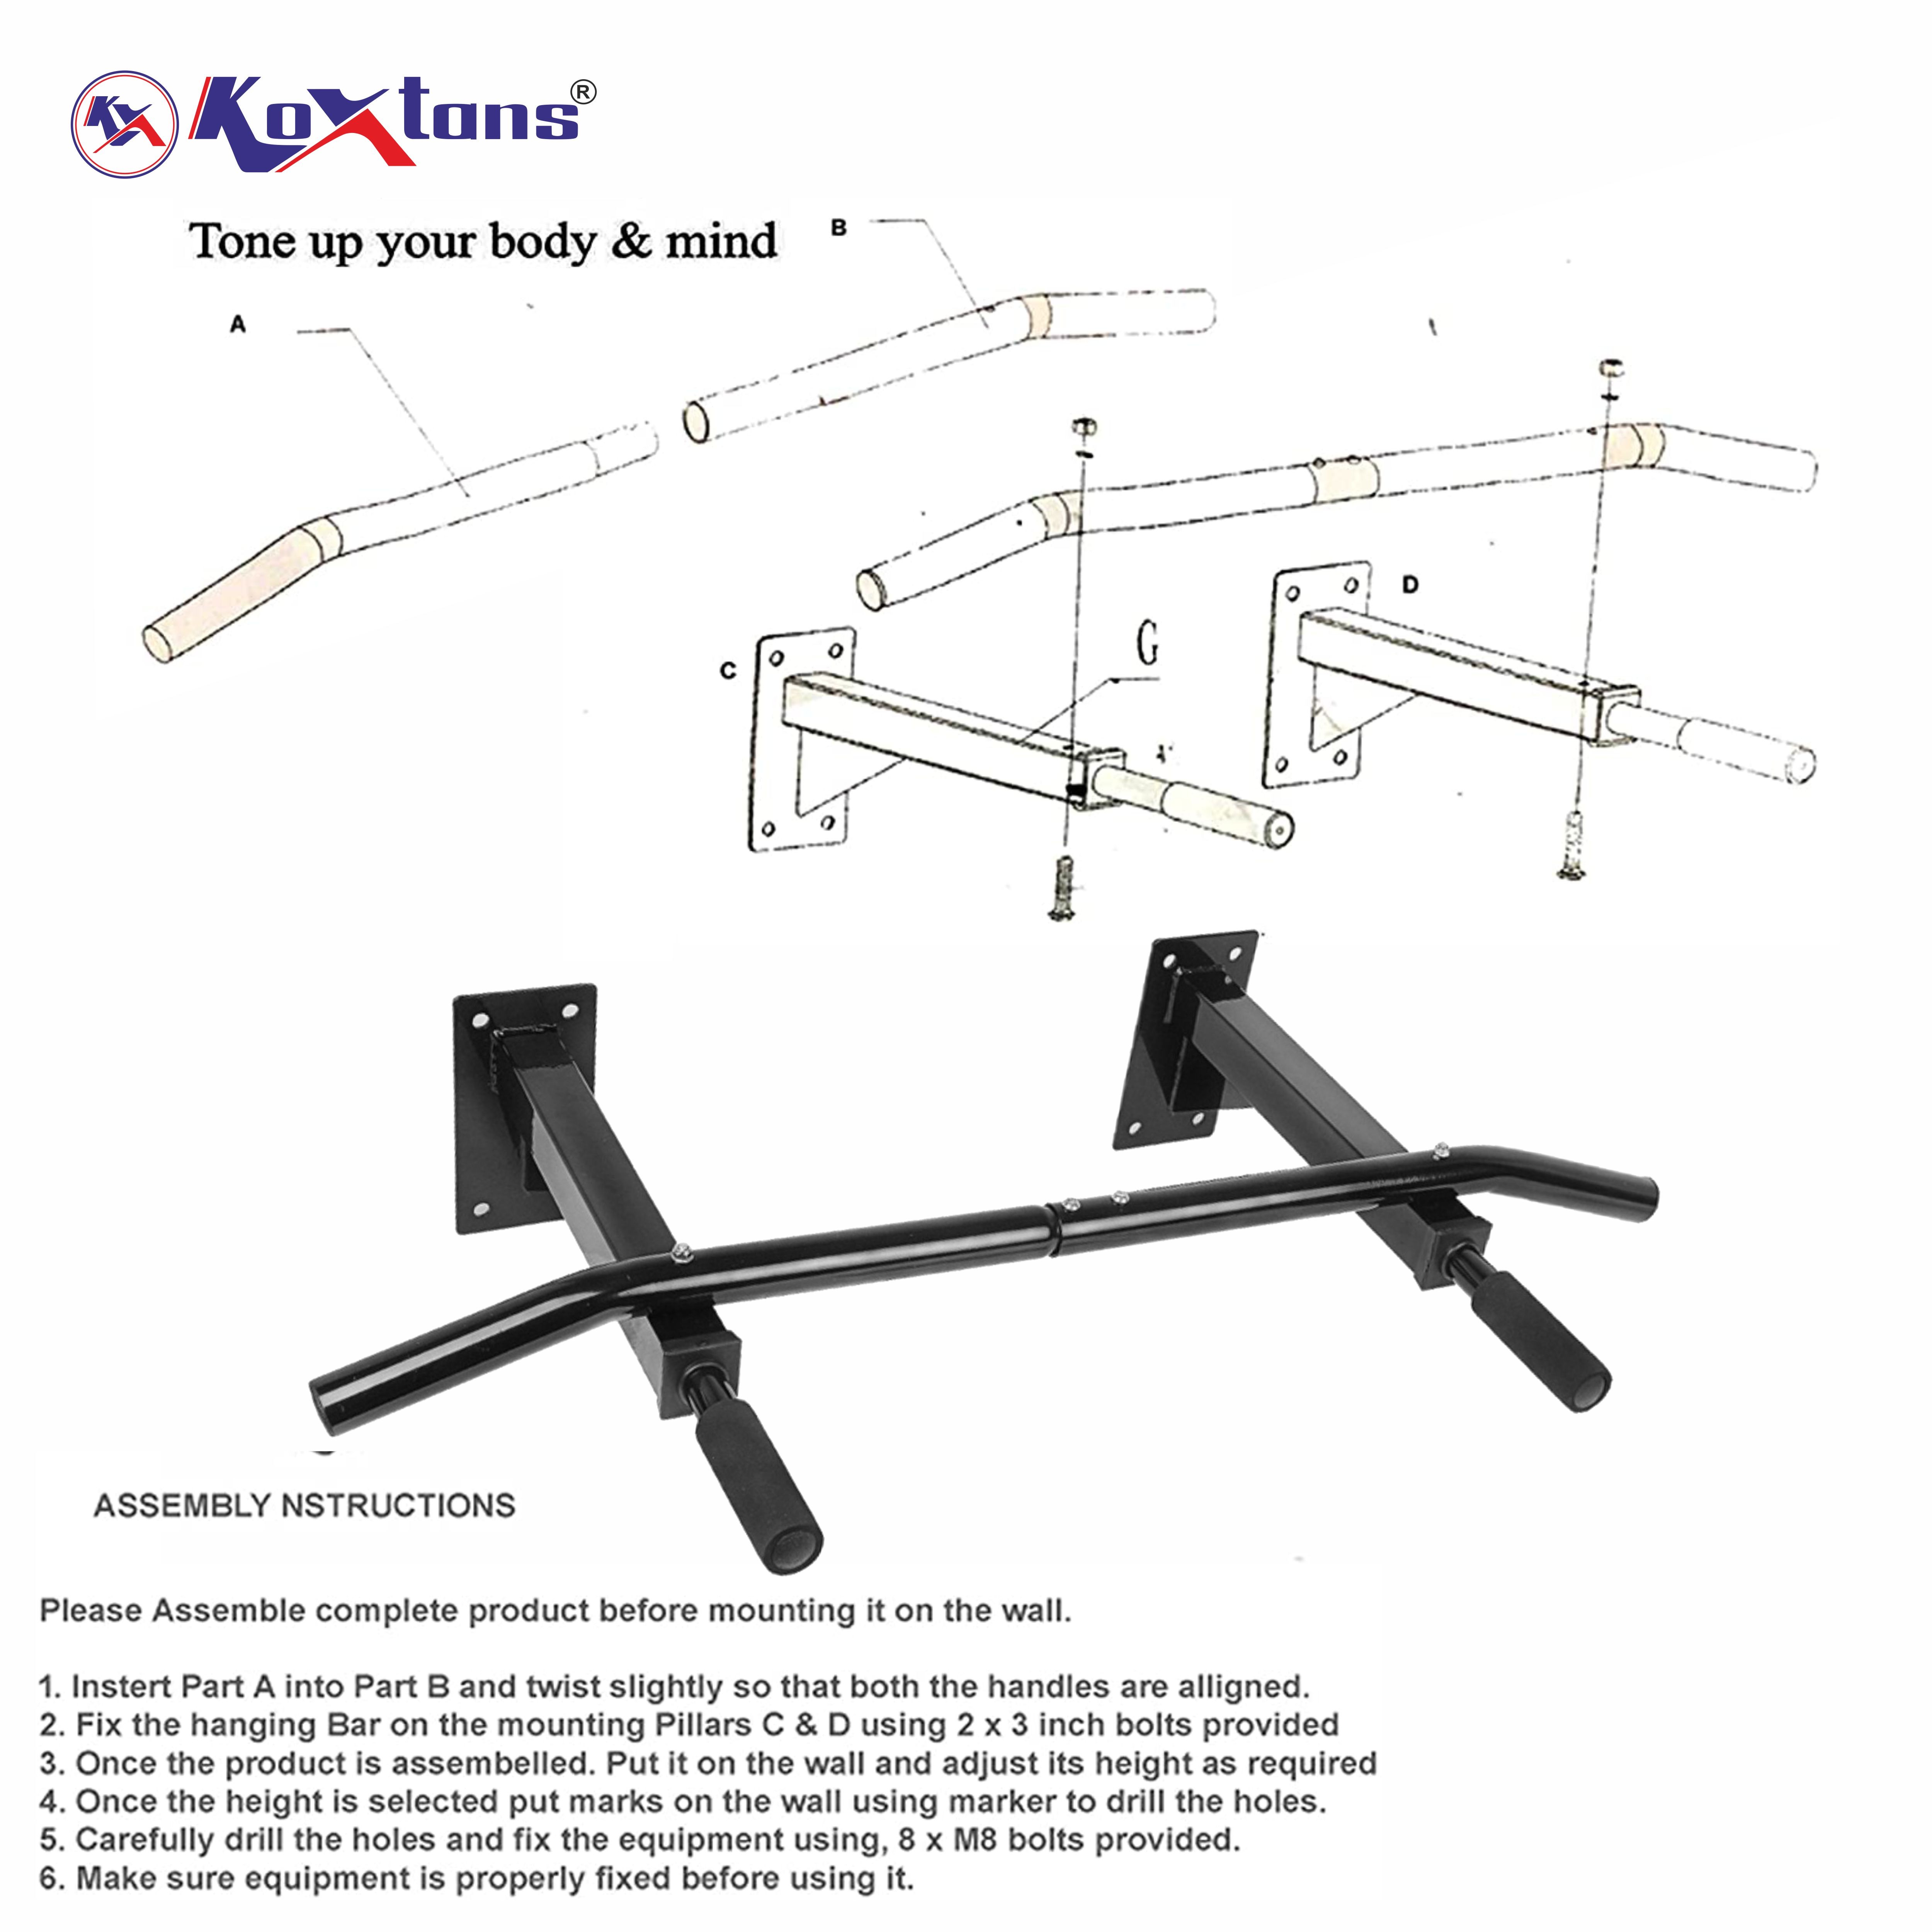 KX Koxtans®
Tone up your body & mind
B
A
D
G
C
ASSEMBLY NSTRUCTIONS
Please Assemble complete product before mounting it on the wall.
1. Instert Part A into Part B and twist slightly so that both the handles are alligned.
2. Fix the hanging Bar on the mounting Pillars C & D using 2 x 3 inch bolts provided
3. Once the product is assembelled. Put it on the wall and adjust its height as required
4. Once the height is selected put marks on the wall using marker to drill the holes.
5. Carefully drill the holes and fix the equipment using, 8 x M8 bolts provided.
6. Make sure equipment is properly fixed before using it.